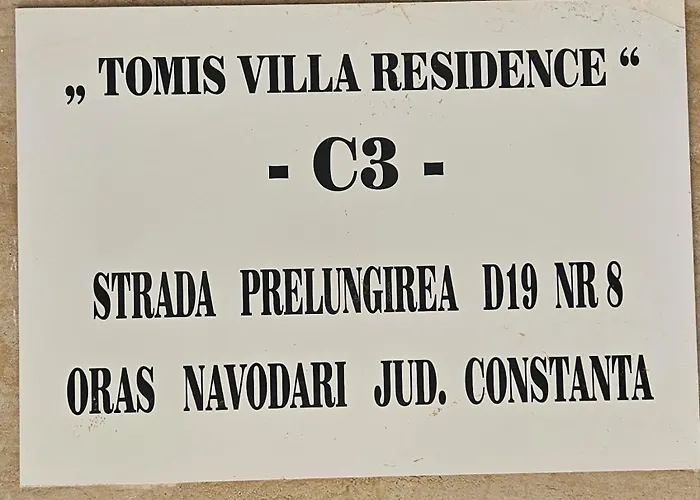 „ TOMIS VILLA RESIDENCE “
- C3 -
STRADA PRELUNGIREA D19 NR 8
ORAS NAVODARI JUD. CONSTANTA